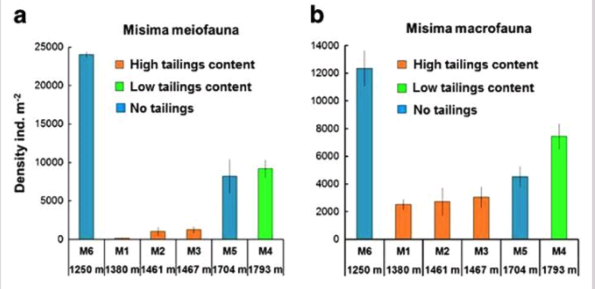 a
Misima meiofauna
25000
20000
15000
10000
5000
0
Density ind. m-2
High tailings content
Low tailings content
No tailings
M6 M1 M2 M3 M5 M4
1250 m 1380 m 1461 m 1467 m 1704 m 1793 m
b
Misima macrofauna
14000
12000
10000
8000
6000
4000
2000
0
High tailings content
Low tailings content
No tailings
M6 M1 M2 M3 M5 M4
1250 m 1380 m 1461 m 1467 m 1704 m 1793 m